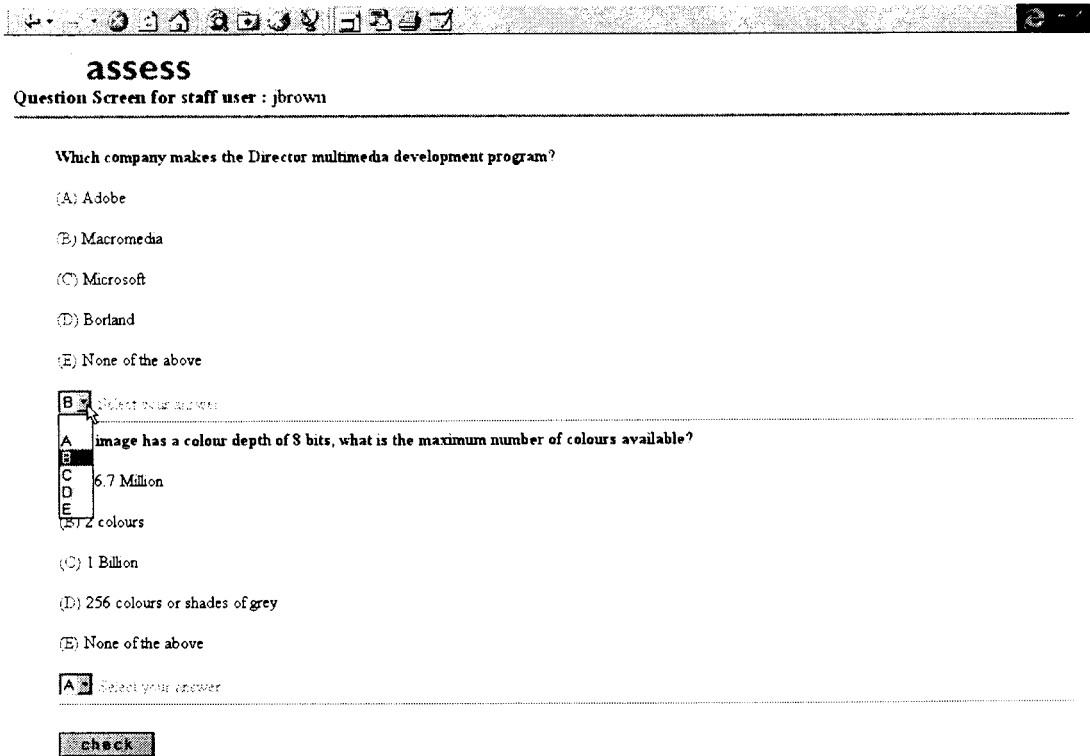 assess
Question Screen for staff user : jbrown
Which company makes the Director multimedia development program?
(A) Adobe
(B) Macromedia
(C) Microsoft
(D) Borland
(E) None of the above
B Select your answer
A
B
C
D
E
image has a colour depth of 8 bits, what is the maximum number of colours available?
6.7 Million
(B) 2 colours
(C) 1 Billion
(D) 256 colours or shades of grey
(E) None of the above
A Select your answer
check